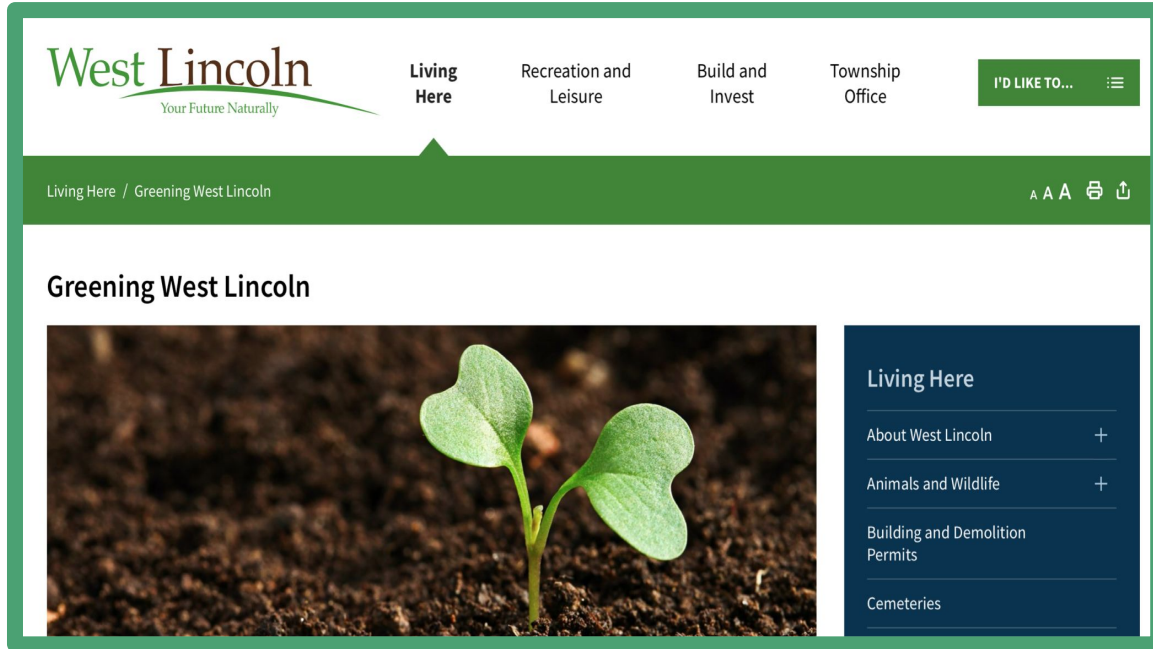 West Lincoln
Your Future Naturally
Living
Here
Recreation and
Leisure
Build and
Invest
Township
Office
I'D LIKE TO...
Living Here / Greening West Lincoln
A A A
Greening West Lincoln
Living Here
About West Lincoln
Animals and Wildlife
Building and Demolition
Permits
Cemeteries